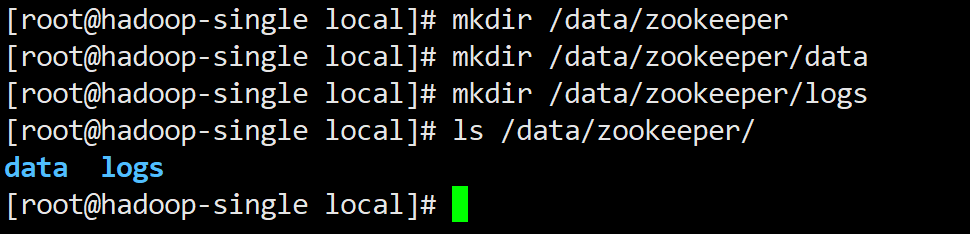 [root@hadoop-single local]# mkdir /data/zookeeper
[root@hadoop-single local]# mkdir /data/zookeeper/data
[root@hadoop-single local]# mkdir /data/zookeeper/logs
[root@hadoop-single local]# ls /data/zookeeper/
data  logs
[root@hadoop-single local]#